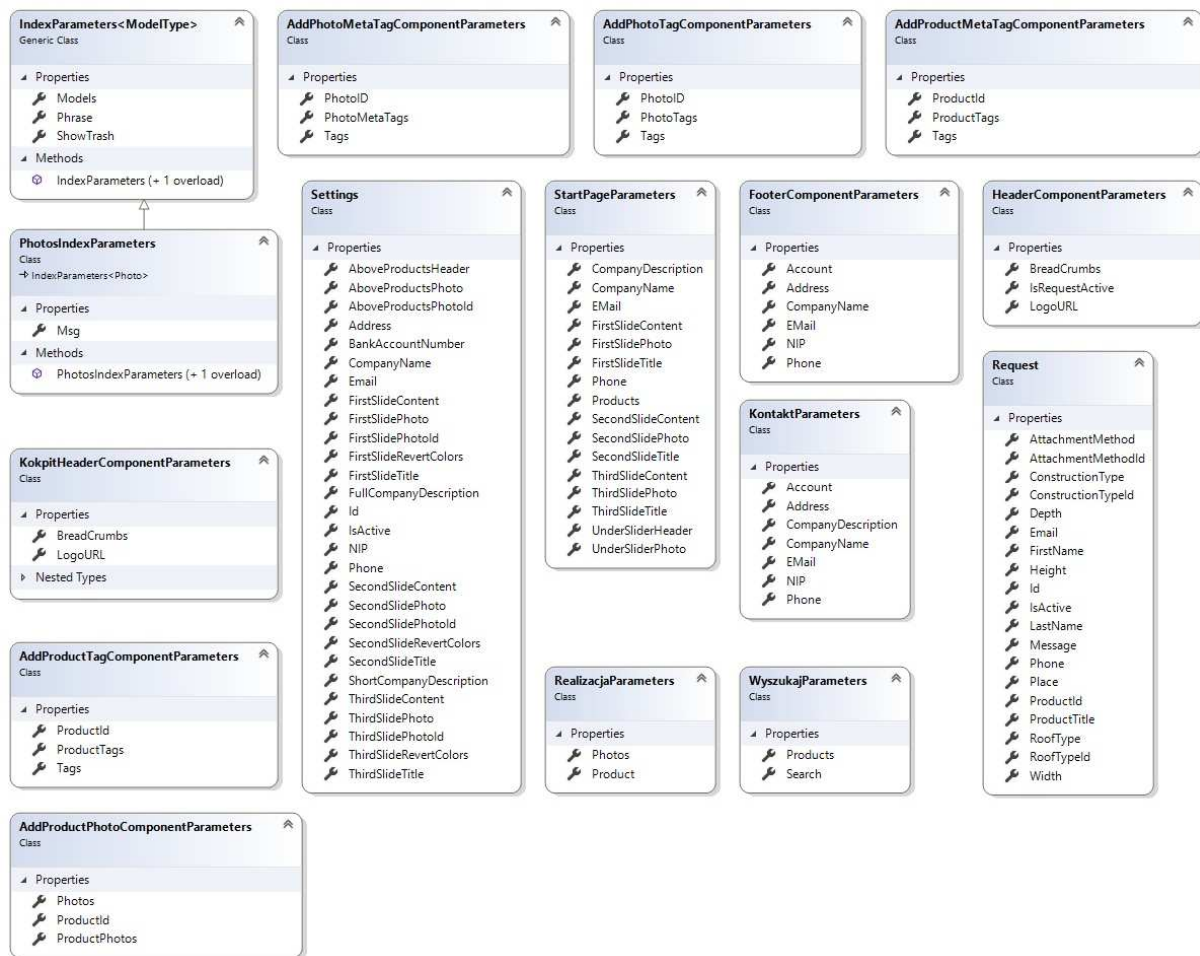 IndexParameters<ModelType>
Generic Class
Properties
Models
Phrase
ShowTrash
Methods
IndexParameters (+ 1 overload)
AddPhotoMetaTagComponentParameters
Class
Properties
PhotoID
PhotoMetaTags
Tags
AddPhotoTagComponentParameters
Class
Properties
PhotoID
PhotoTags
Tags
AddProductMetaTagComponentParameters
Class
Properties
ProductId
ProductTags
Tags
PhotosIndexParameters
Class
IndexParameters<Photo>
Properties
Msg
Methods
PhotosIndexParameters (+ 1 overload)
KokpitHeaderComponentParameters
Class
Properties
BreadCrumbs
LogoURL
Nested Types
AddProductTagComponentParameters
Class
Properties
ProductId
ProductTags
Tags
AddProductPhotoComponentParameters
Class
Properties
Photos
ProductId
ProductPhotos
Settings
Class
Properties
AboveProductsHeader
AboveProductsPhoto
AboveProductsPhotoId
Address
BankAccountNumber
CompanyName
Email
FirstSlideContent
FirstSlidePhoto
FirstSlidePhotoId
FirstSlideRevertColors
FirstSlideTitle
FullCompanyDescription
Id
IsActive
NIP
Phone
SecondSlideContent
SecondSlidePhoto
SecondSlidePhotoId
SecondSlideRevertColors
SecondSlideTitle
ShortCompanyDescription
ThirdSlideContent
ThirdSlidePhoto
ThirdSlidePhotoId
ThirdSlideRevertColors
ThirdSlideTitle
StartPageParameters
Class
Properties
CompanyDescription
CompanyName
EMail
FirstSlideContent
FirstSlidePhoto
FirstSlideTitle
Phone
Products
SecondSlideContent
SecondSlidePhoto
SecondSlideTitle
ThirdSlideContent
ThirdSlidePhoto
ThirdSlideTitle
UnderSliderHeader
UnderSliderPhoto
RealizacjaParameters
Class
Properties
Photos
Product
FooterComponentParameters
Class
Properties
Account
Address
CompanyName
EMail
NIP
Phone
KontaktParameters
Class
Properties
Account
Address
CompanyDescription
CompanyName
EMail
NIP
Phone
WyszukajParameters
Class
Properties
Products
Search
HeaderComponentParameters
Class
Properties
BreadCrumbs
IsRequestActive
LogoURL
Request
Class
Properties
AttachmentMethod
AttachmentMethodId
ConstructionType
ConstructionTypeId
Depth
Email
FirstName
Height
Id
IsActive
LastName
Message
Phone
Place
ProductId
ProductTitle
RoofType
RoofTypeId
Width